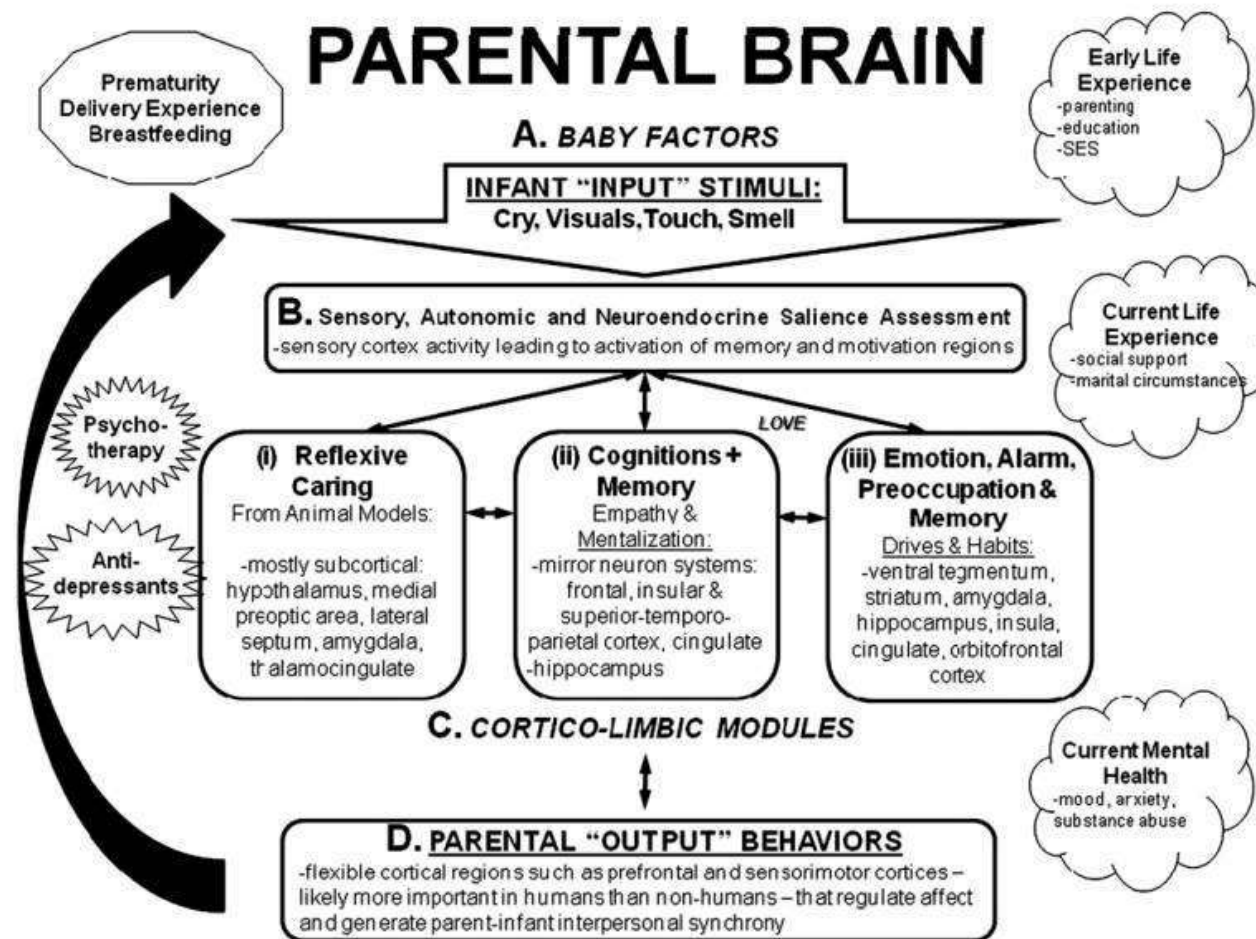 PARENTAL BRAIN
Prematurity
Delivery Experience
Breastfeeding
Early Life
Experience
-parenting
-education
-SES
A. BABY FACTORS
INFANT “INPUT” STIMULI:
Cry, Visuals, Touch, Smell
B. Sensory, Autonomic and Neuroendocrine Salience Assessment
-sensory cortex activity leading to activation of memory and motivation regions
Current Life
Experience
-social support
-marital circumstances
Psycho-
therapy
Anti-
depressants
LOVE
(i) Reflexive
Caring
From Animal Models:
-mostly subcortical:
hypothalamus, medial
preoptic area, lateral
septum, amygdala,
thalamocingulate
(ii) Cognitions +
Memory
Empathy &
Mentalization:
-mirror neuron systems:
frontal, insular &
superior-temporo-
parietal cortex, cingulate
-hippocampus
(iii) Emotion, Alarm,
Preoccupation &
Memory
Drives & Habits:
-ventral tegmentum,
striatum, amygdala,
hippocampus, insula,
cingulate, orbitofrontal
cortex
C. CORTICO-LIMBIC MODULES
Current Mental
Health
-mood, anxiety,
substance abuse
D. PARENTAL “OUTPUT” BEHAVIORS
-flexible cortical regions such as prefrontal and sensorimotor cortices –
likely more important in humans than non-humans – that regulate affect
and generate parent-infant interpersonal synchrony